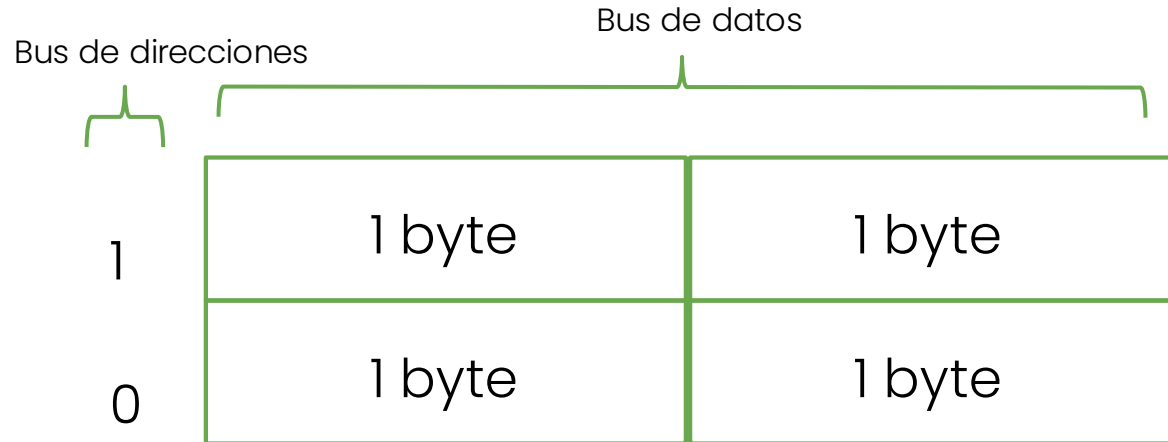 Bus de datos
Bus de direcciones
1 1 byte 1 byte
0 1 byte 1 byte